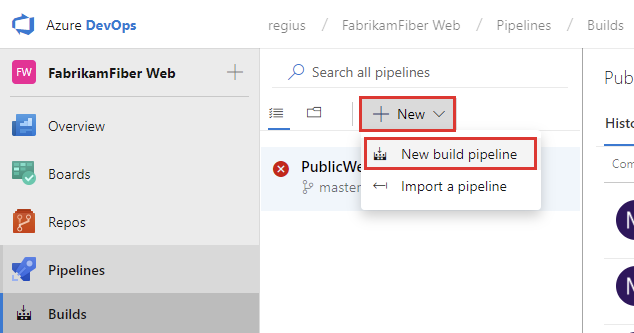 Azure DevOps
regius / FabrikamFiber Web / Pipelines / Builds /
FW FabrikamFiber Web
Search all pipelines
Overview
New
Histo
New build pipeline
Com
Boards
PublicWe
master
Import a pipeline
Repos
Pipelines
Builds